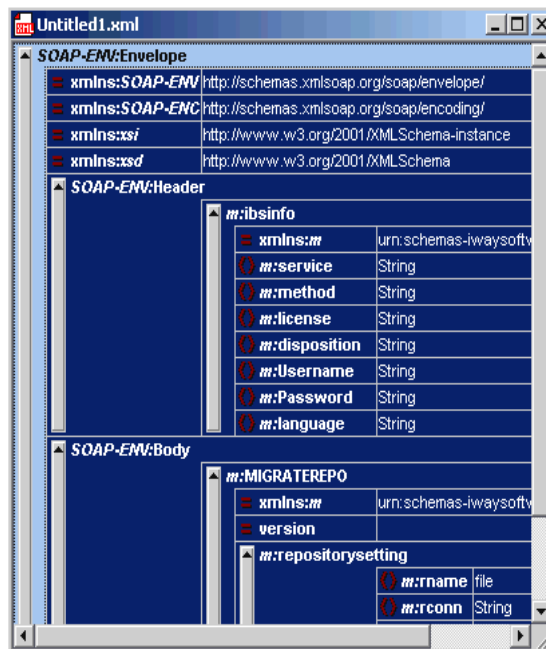 XML Untitled1.xml
SOAP-ENV:Envelope
= xmlns:SOAP-ENV http://schemas.xmlsoap.org/soap/envelope/
= xmlns:SOAP-ENC http://schemas.xmlsoap.org/soap/encoding/
= xmlns:xsi http://www.w3.org/2001/XMLSchema-instance
= xmlns:xsd http://www.w3.org/2001/XMLSchema
SOAP-ENV:Header
m:ibsinfo
= xmlns:m urn:schemas-iwaysoftw
() m:service String
() m:method String
() m:license String
() m:disposition String
() m:Username String
() m:Password String
() m:language String
SOAP-ENV:Body
m:MIGRATEREPO
= xmlns:m urn:schemas-iwaysoftw
= version
m:repositorysetting
() m:rname file
() m:rconn String